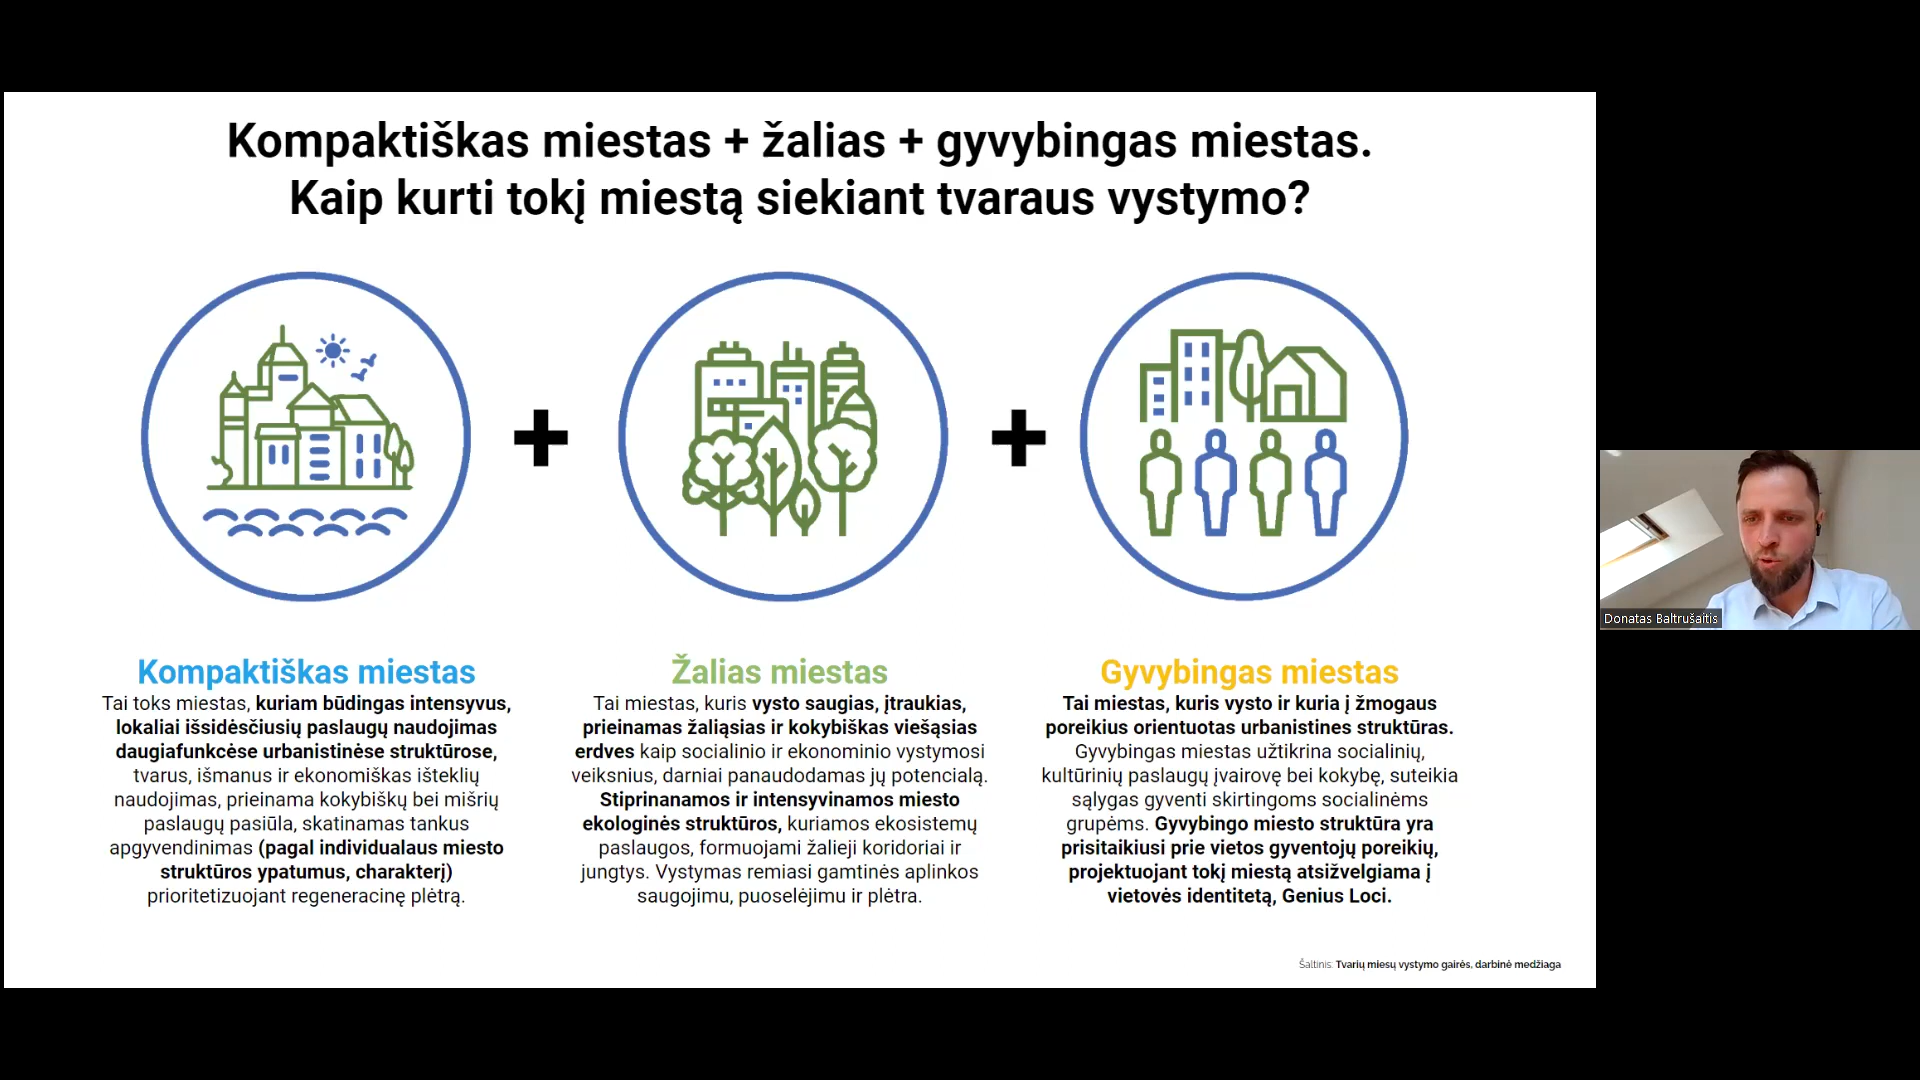 Kompaktiškas miestas + žalias + gyvybingas miestas.
Kaip kurti tokį miestą siekiant tvaraus vystymo?
Kompaktiškas miestas
Tai toks miestas, kuriam būdingas intensyvus,
lokaliai išsidėsčiusių paslaugų naudojimas
daugiafunkcėse urbanistinėse struktūrose,
tvarus, išmanus ir ekonomiškas išteklių
naudojimas, prieinama kokybiškų bei mišrių
paslaugų pasiūla, skatinamas tankus
apgyvendinimas (pagal individualaus miesto
struktūros ypatumus, charakterį)
prioritetizuojant regeneracinę plėtrą.
Žalias miestas
Tai miestas, kuris vysto saugias, įtraukias,
prieinamas žaliąsias ir kokybiškas viešąsias
erdves kaip socialinio ir ekonominio vystymosi
veiksnius, darniai panaudodamas jų potencialą.
Stiprinanamos ir intensyvinamos miesto
ekologinės struktūros, kuriamos ekosistemų
paslaugos, formuojami žalieji koridoriai ir
jungtys. Vystymas remiasi gamtinės aplinkos
saugojimu, puoselėjimu ir plėtra.
Gyvybingas miestas
Tai miestas, kuris vysto ir kuria į žmogaus
poreikius orientuotas urbanistines struktūras.
Gyvybingas miestas užtikrina socialinių,
kultūrinių paslaugų įvairovę bei kokybę, suteikia
sąlygas gyventi skirtingoms socialinėms
grupėms. Gyvybingo miesto struktūra yra
prisitaikiusi prie vietos gyventojų poreikių,
projektuojant tokį miestą atsižvelgiama į
vietovės identitetą, Genius Loci.
Šaltinis: Tvarių miesų vystymo gairės, darbinė medžiaga
Donatas Baltrušaitis